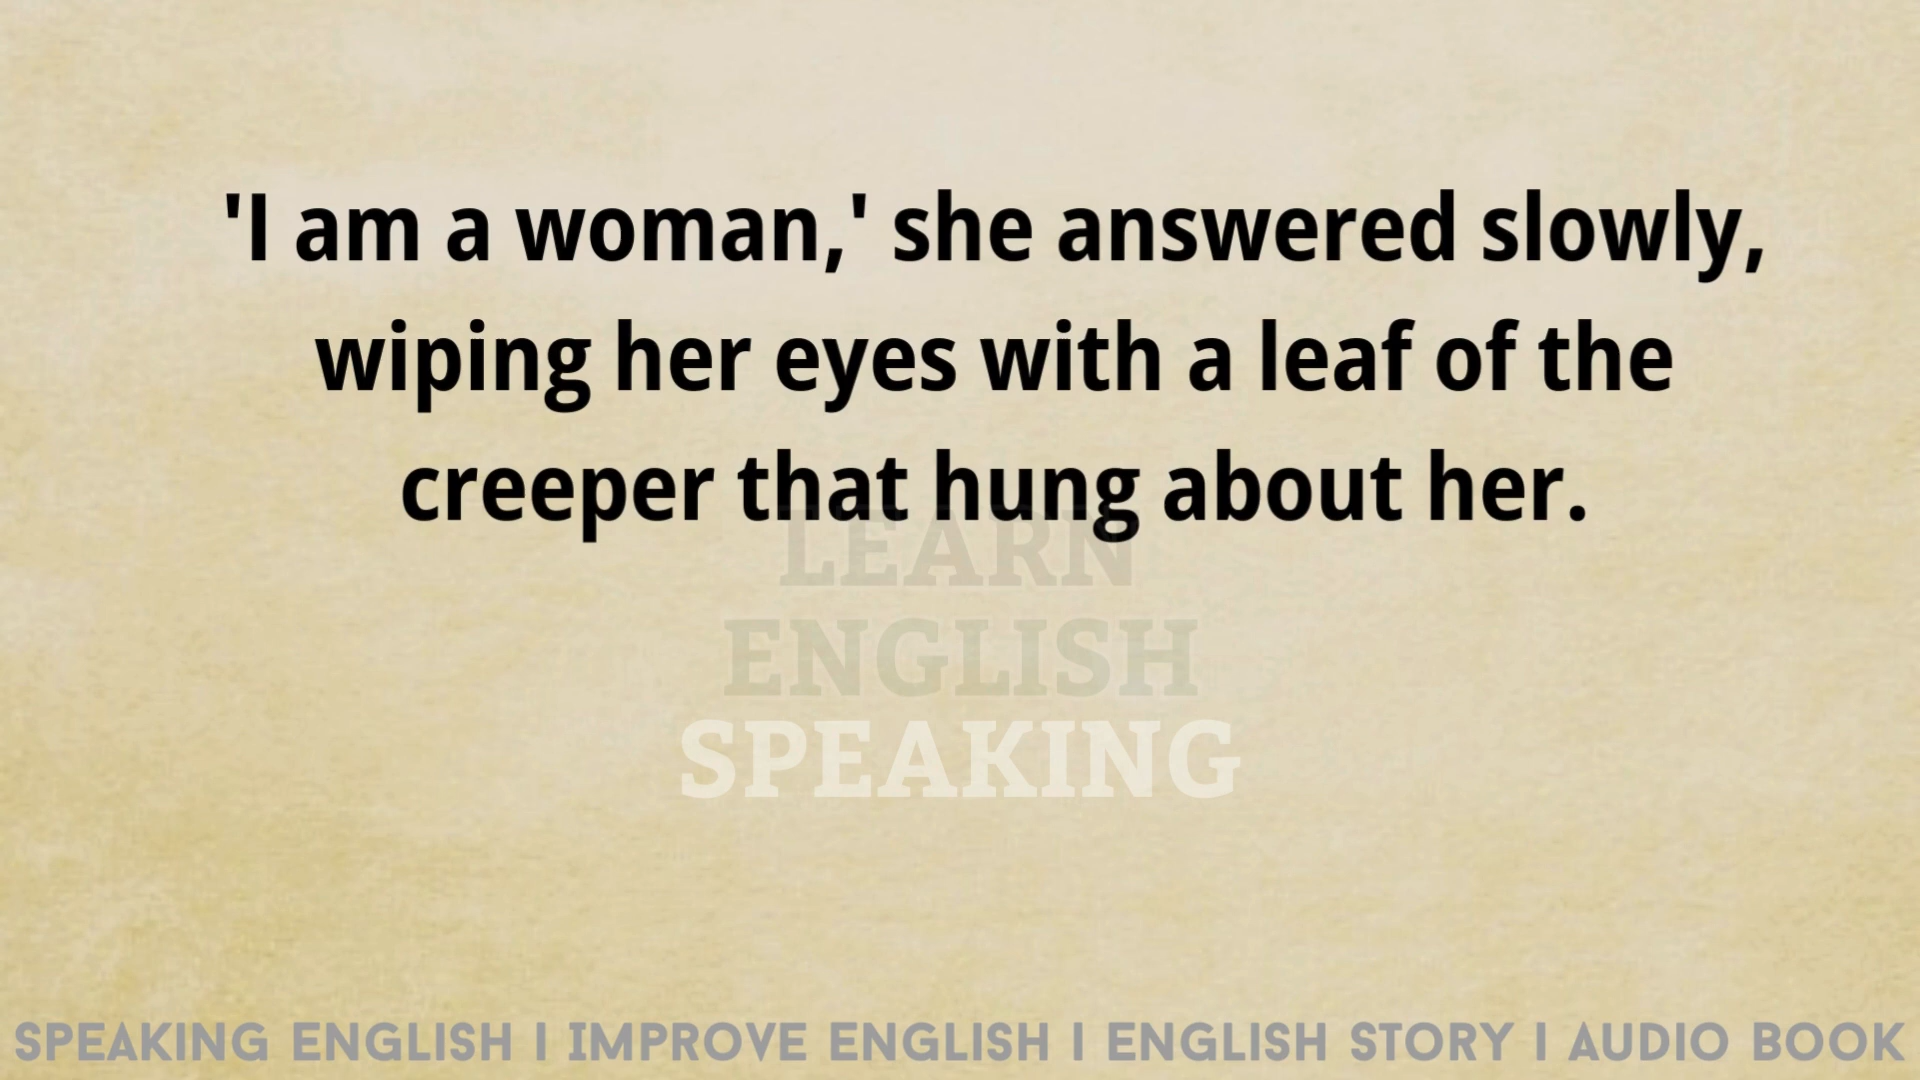 'I am a woman,' she answered slowly,
wiping her eyes with a leaf of the
creeper that hung about her.
LEARN
ENGLISH
SPEAKING
SPEAKING ENGLISH I IMPROVE ENGLISH I ENGLISH STORY I AUDIO BOOK